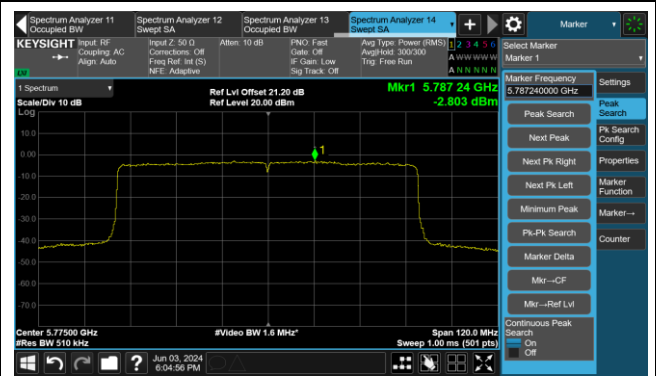 Spectrum Analyzer 11
Occupied BW
Spectrum Analyzer 12
Swept SA
Spectrum Analyzer 13
Occupied BW
Spectrum Analyzer 14
Swept SA
Marker
KEYSIGHT
Input: RF
Coupling: AC
Align: Auto
Input Z: 50 Ω
Corrections: Off
Freq Ref: Int (S)
NFE: Adaptive
Atten: 10 dB
PNO: Fast
Gate: Off
IF Gain: Low
Sig Track: Off
Avg Type: Power (RMS)
Avg|Hold: 300/300
Trig: Free Run
1 2 3 4 5 6
A W W W W W
A N N N N N
LXI
Select Marker
Marker 1
1 Spectrum
Scale/Div 10 dB
Log
Ref Lvl Offset 21.20 dB
Ref Level 20.00 dBm
Mkr1 5.787 24 GHz
-2.803 dBm
10.0
0.00
-10.0
-20.0
-30.0
-40.0
-50.0
-60.0
-70.0
1
Center 5.77500 GHz
#Res BW 510 kHz
#Video BW 1.6 MHz*
Span 120.0 MHz
Sweep 1.00 ms (501 pts)
Marker Frequency
5.787240000 GHz
Peak Search
Next Peak
Next Pk Right
Next Pk Left
Minimum Peak
Pk-Pk Search
Marker Delta
Mkr→CF
Mkr→Ref Lvl
Continuous Peak
Search
On
Off
Settings
Peak
Search
Pk Search
Config
Properties
Marker
Function
Marker→
Counter
?
Jun 03, 2024
6:04:56 PM